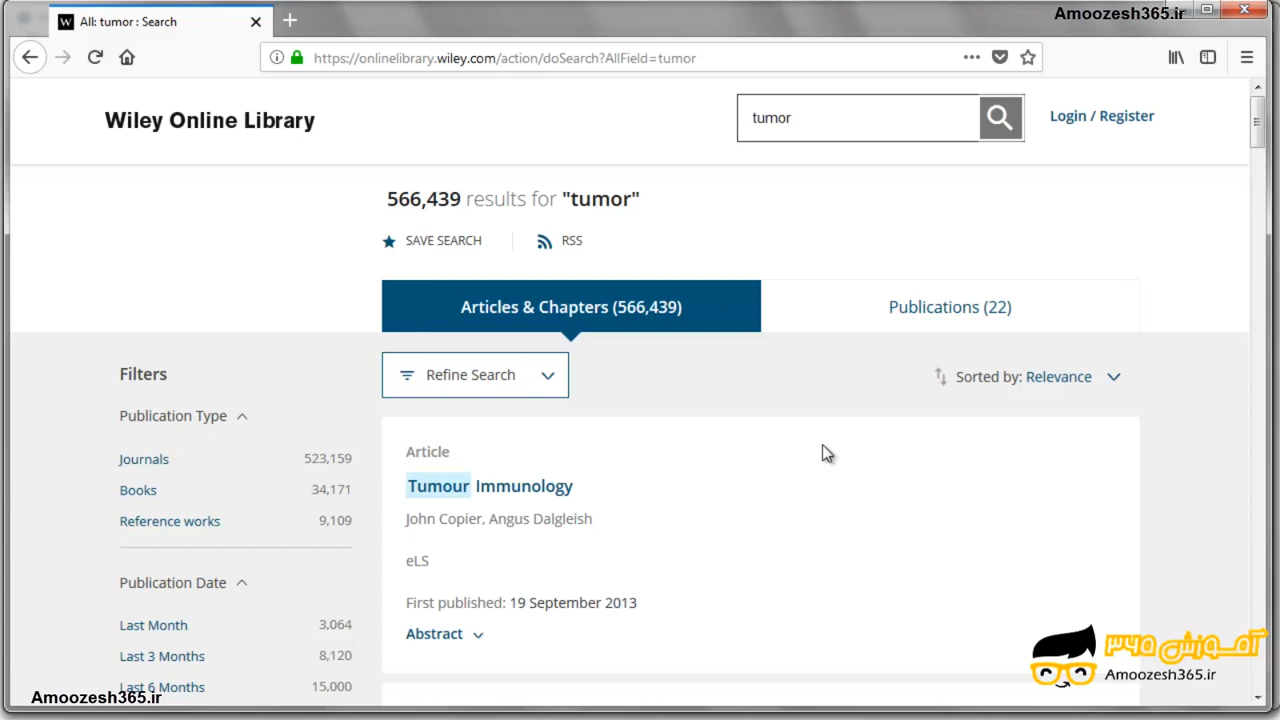 Amoozesh365.ir
W All: tumor : Search
https://onlinelibrary.wiley.com/action/doSearch?AllField=tumor
Wiley Online Library
tumor
Login / Register
566,439 results for "tumor"
SAVE SEARCH
RSS
Articles & Chapters (566,439)
Publications (22)
Filters
Refine Search
Sorted by: Relevance
Publication Type
Journals 523,159
Books 34,171
Reference works 9,109
Publication Date
Last Month 3,064
Last 3 Months 8,120
Last 6 Months 15,000
Article
Tumour Immunology
John Copier, Angus Dalgleish
eLS
First published: 19 September 2013
Abstract
آموزش ۳۶۵
Amoozesh365.ir
Amoozesh365.ir